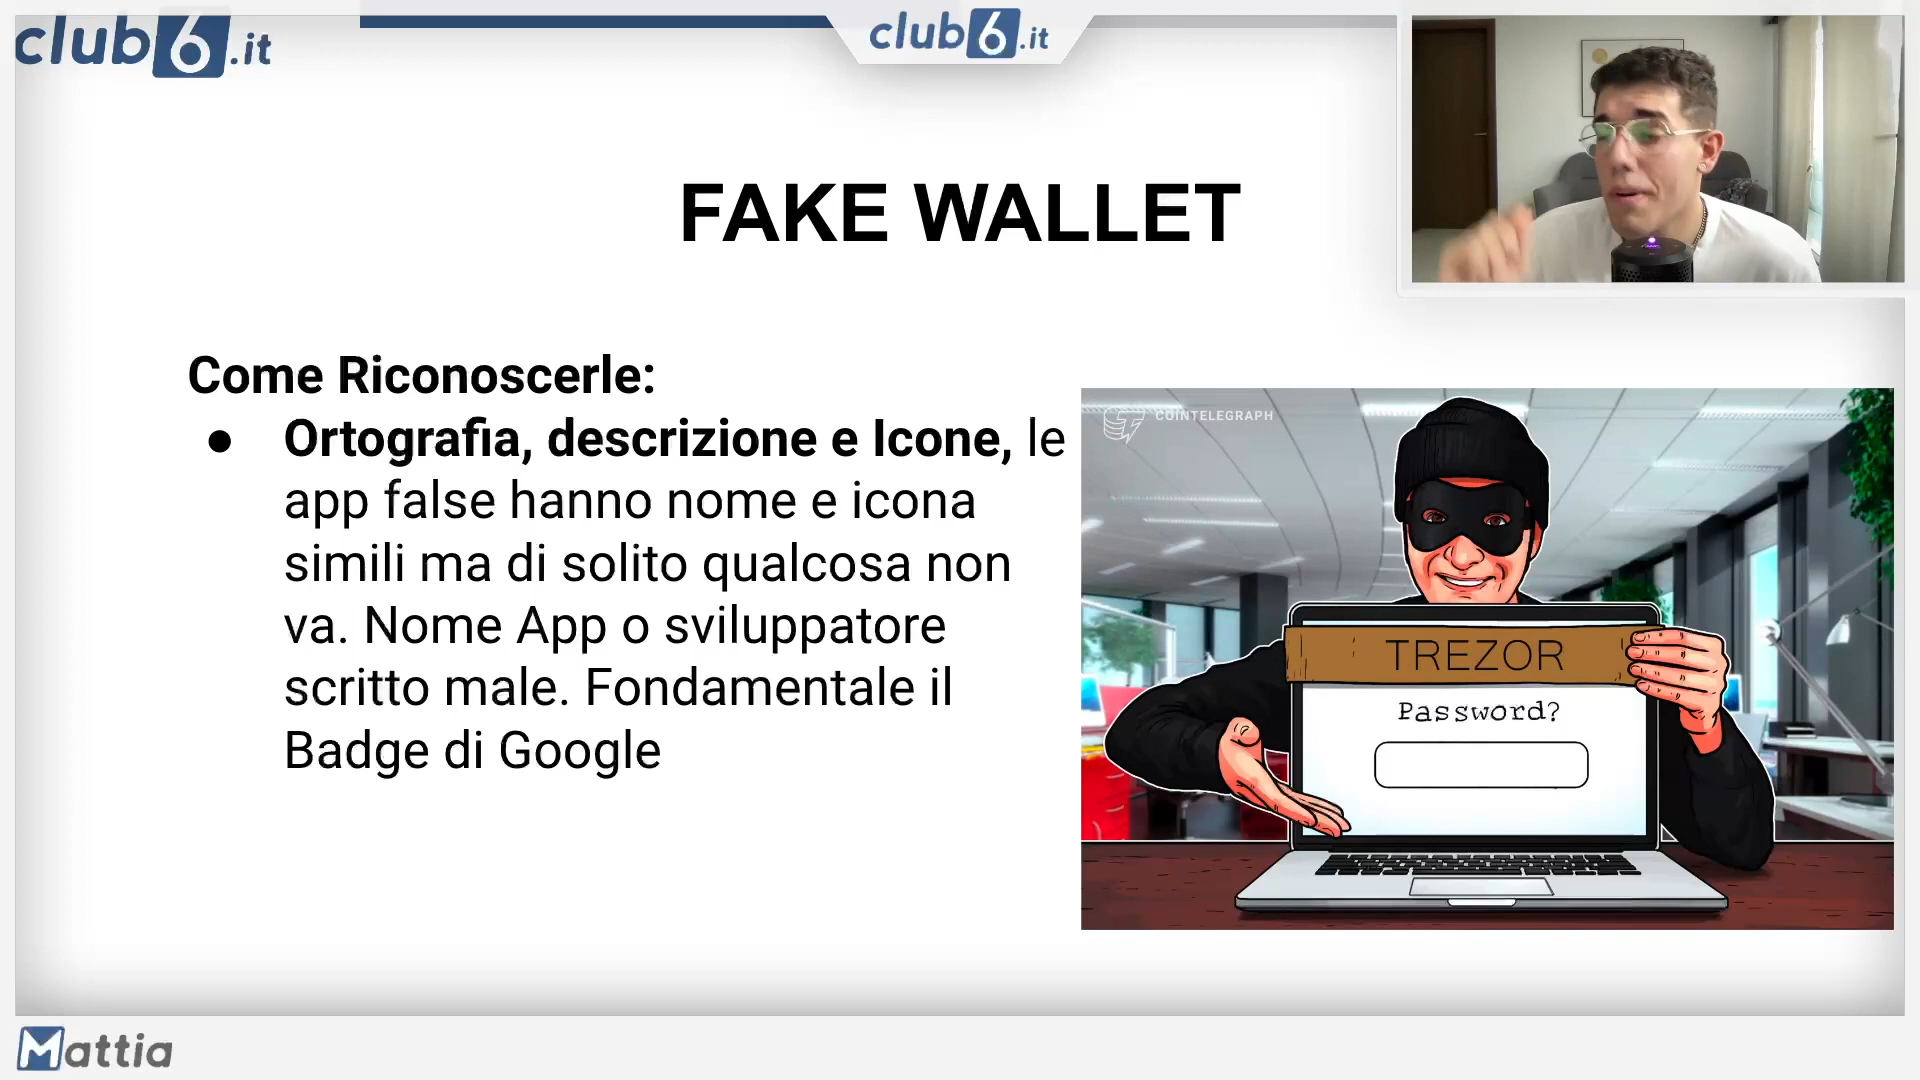 club6.it
club6.it
FAKE WALLET
Come Riconoscerle:
● Ortografia, descrizione e Icone, le
app false hanno nome e icona
simili ma di solito qualcosa non
va. Nome App o sviluppatore
scritto male. Fondamentale il
Badge di Google
COINTELEGRAPH
TREZOR
Password?
Mattia